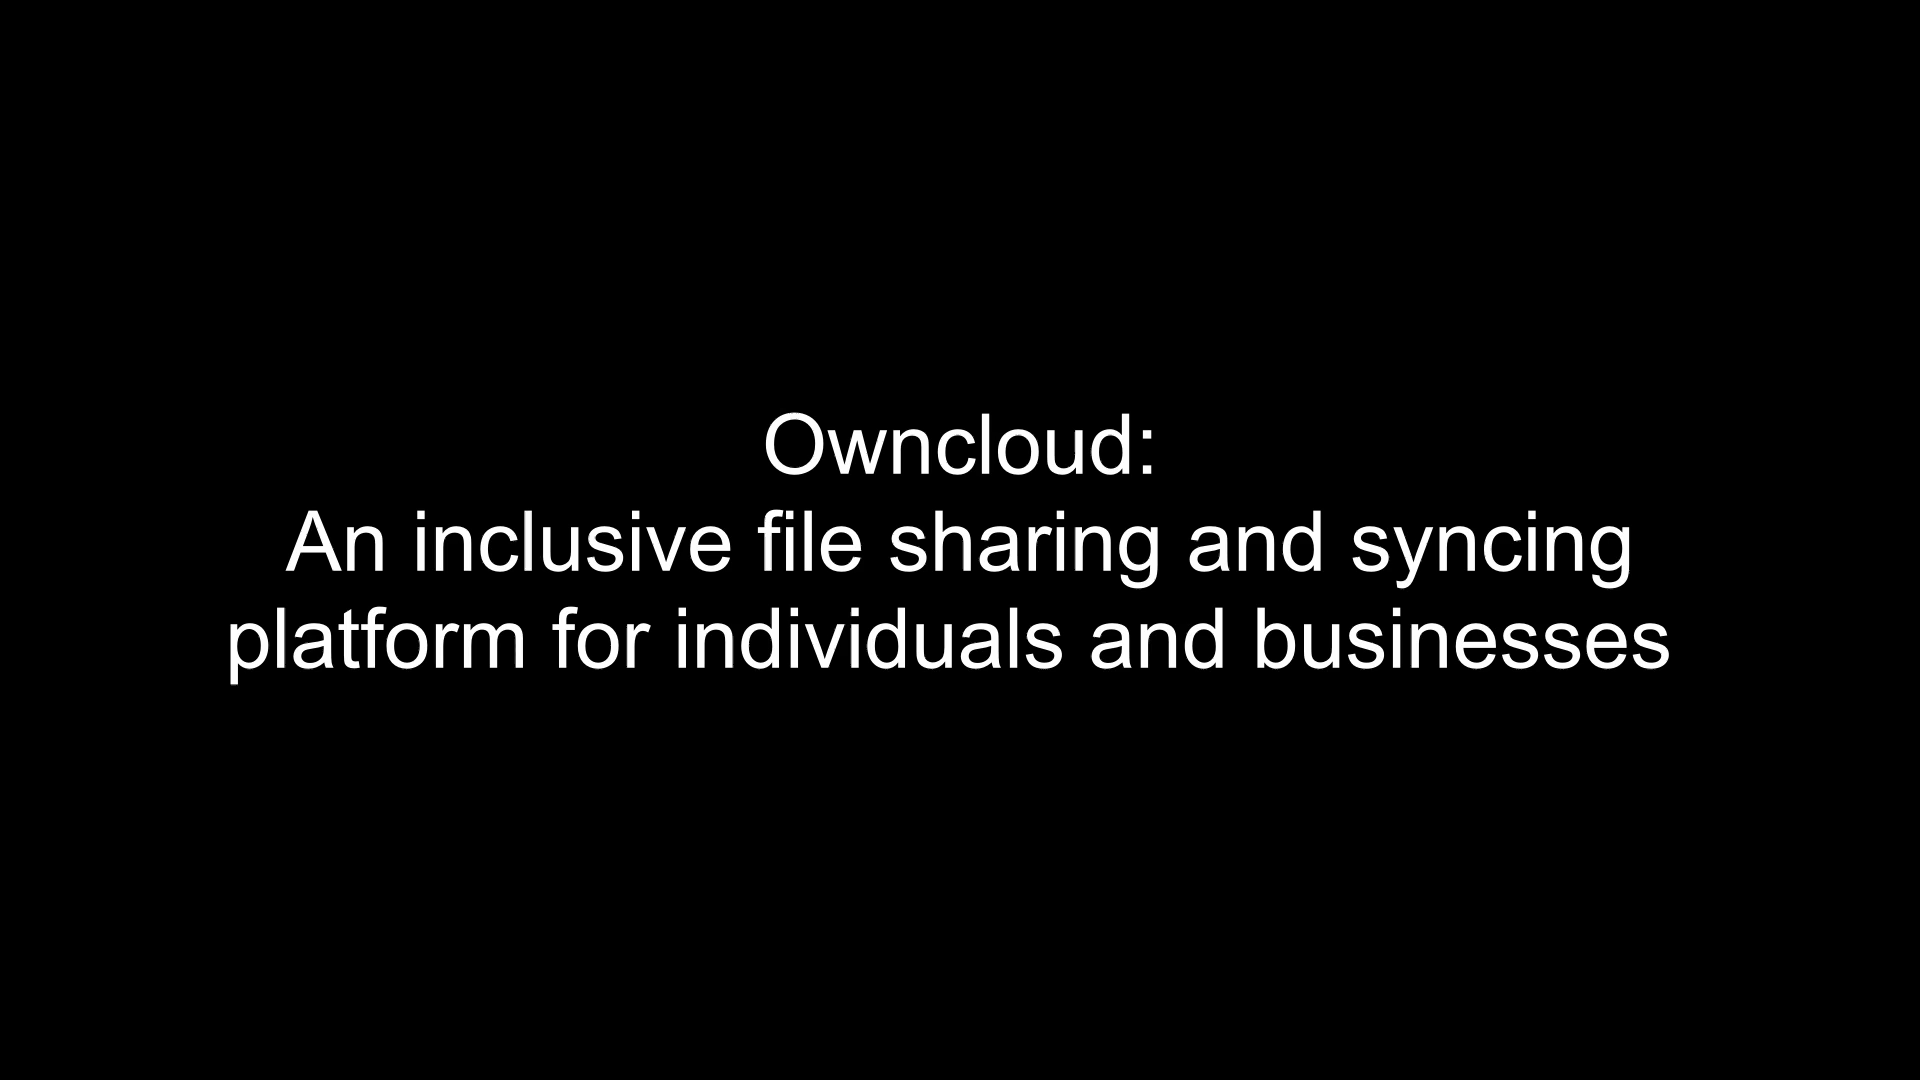 Owncloud:
An inclusive file sharing and syncing
platform for individuals and businesses